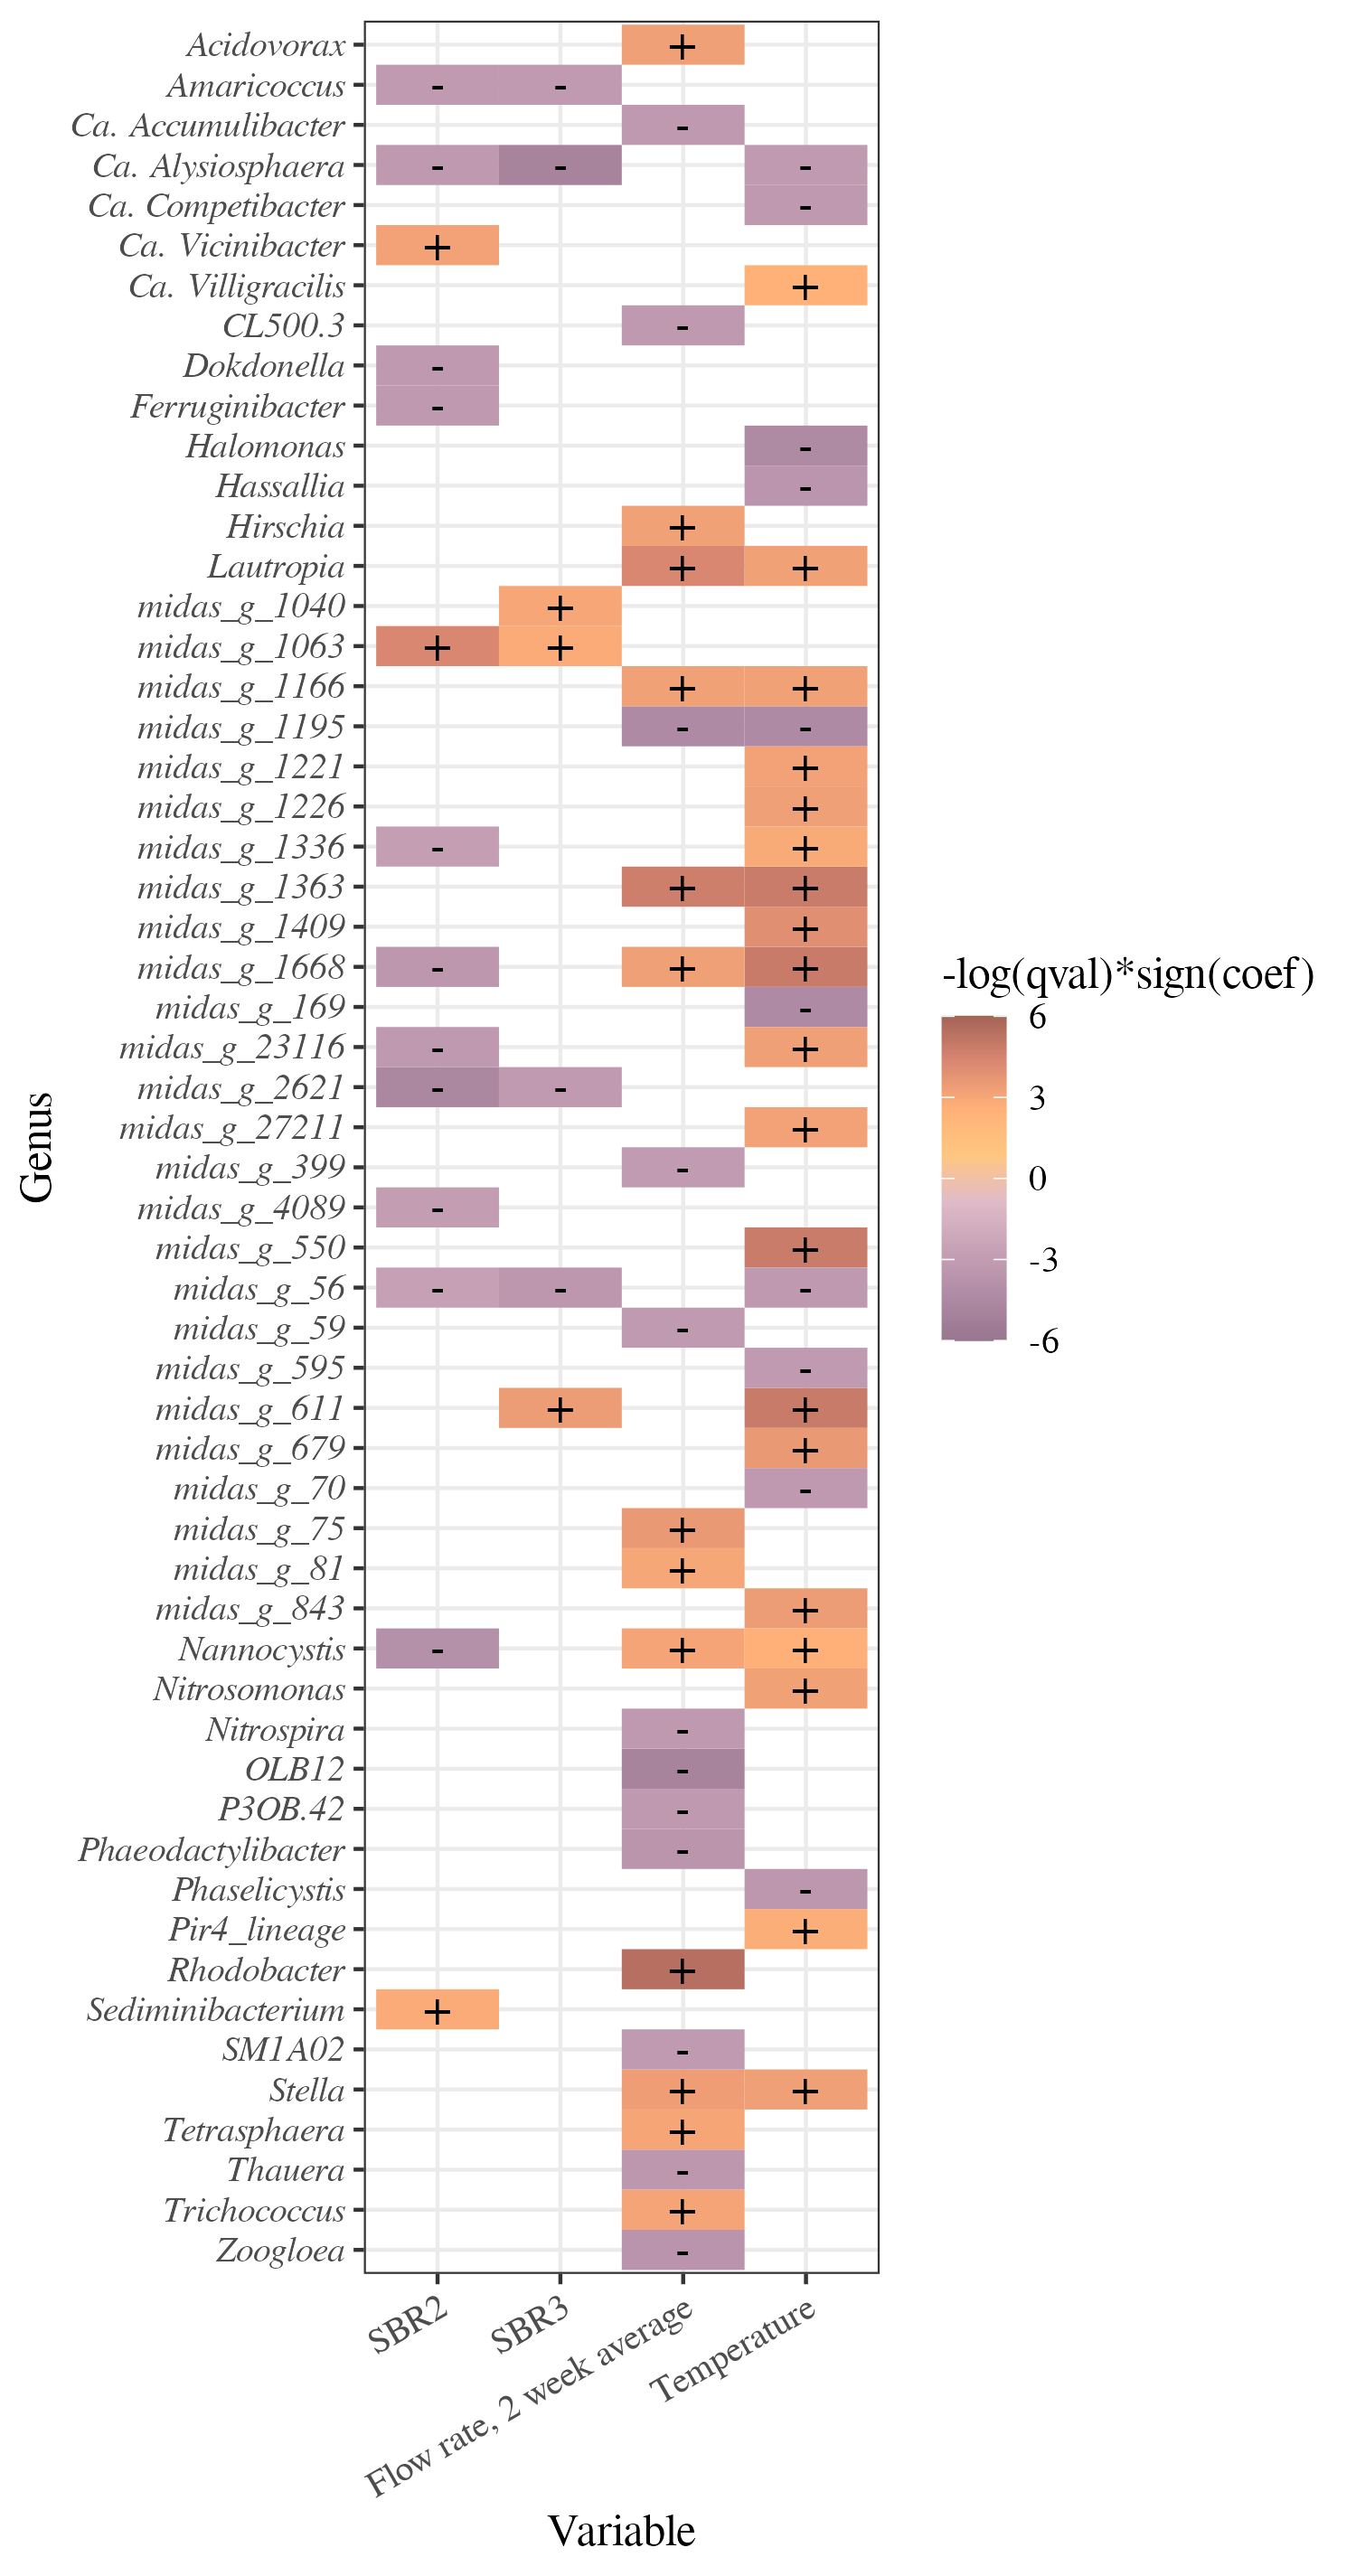 Genus
Acidovorax +
Amaricoccus - -
Ca. Accumulibacter -
Ca. Alysiosphaera - - -
Ca. Competibacter -
Ca. Vicinibacter +
Ca. Villigracilis +
CL500.3 -
Dokdonella -
Ferruginibacter -
Halomonas -
Hassallia -
Hirschia +
Lautropia + +
midas_g_1040 +
midas_g_1063 + +
midas_g_1166 + +
midas_g_1195 - -
midas_g_1221 +
midas_g_1226 +
midas_g_1336 - +
midas_g_1363 + +
midas_g_1409 +
midas_g_1668 - + +
midas_g_169 -
midas_g_23116 - +
midas_g_2621 - -
midas_g_27211 +
midas_g_399 -
midas_g_4089 -
midas_g_550 +
midas_g_56 - - -
midas_g_59 -
midas_g_595 -
midas_g_611 + +
midas_g_679 +
midas_g_70 -
midas_g_75 +
midas_g_81 +
midas_g_843 +
Nannocystis - + +
Nitrosomonas +
Nitrospira -
OLB12 -
P3OB.42 -
Phaeodactylibacter -
Phaselicystis -
Pir4_lineage +
Rhodobacter +
Sediminibacterium +
SM1A02 -
Stella + +
Tetrasphaera +
Thauera -
Trichococcus +
Zoogloea -
SBR2
SBR3
Flow rate, 2 week average
Temperature
Variable
-log(qval)*sign(coef)
6
3
0
-3
-6